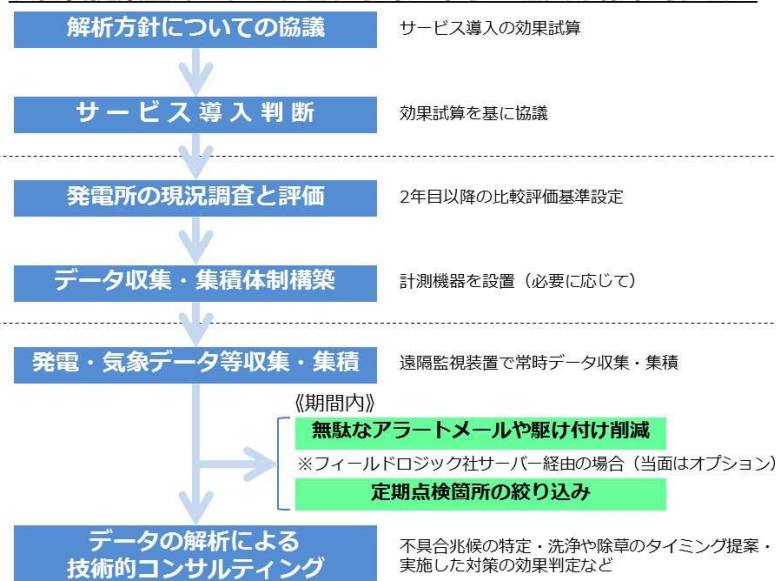 解析方針についての協議
サービス導入の効果試算
サービス導入判断
効果試算を基に協議
発電所の現況調査と評価
2年目以降の比較評価基準設定
データ収集・集積体制構築
計測機器を設置（必要に応じて）
発電・気象データ等収集・集積
遠隔監視装置で常時データ収集・集積
《期間内》
無駄なアラートメールや駆け付け削減
※フィールドロジック社サーバー経由の場合（当面はオプション）
定期点検箇所の絞り込み
データの解析による
技術的コンサルティング
不具合兆候の特定・洗浄や除草のタイミング提案・
実施した対策の効果判定など